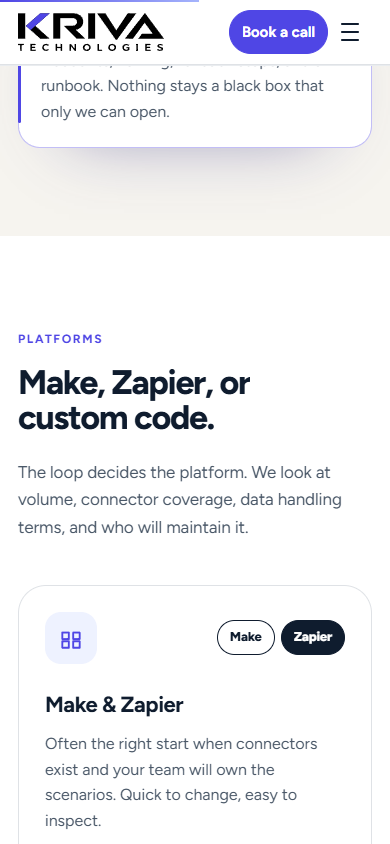 KRIVA
TECHNOLOGIES
Book a call
runbook. Nothing stays a black box that
only we can open.
PLATFORMS
Make, Zapier, or
custom code.
The loop decides the platform. We look at
volume, connector coverage, data handling
terms, and who will maintain it.
Make
Zapier
Make & Zapier
Often the right start when connectors
exist and your team will own the
scenarios. Quick to change, easy to
inspect.